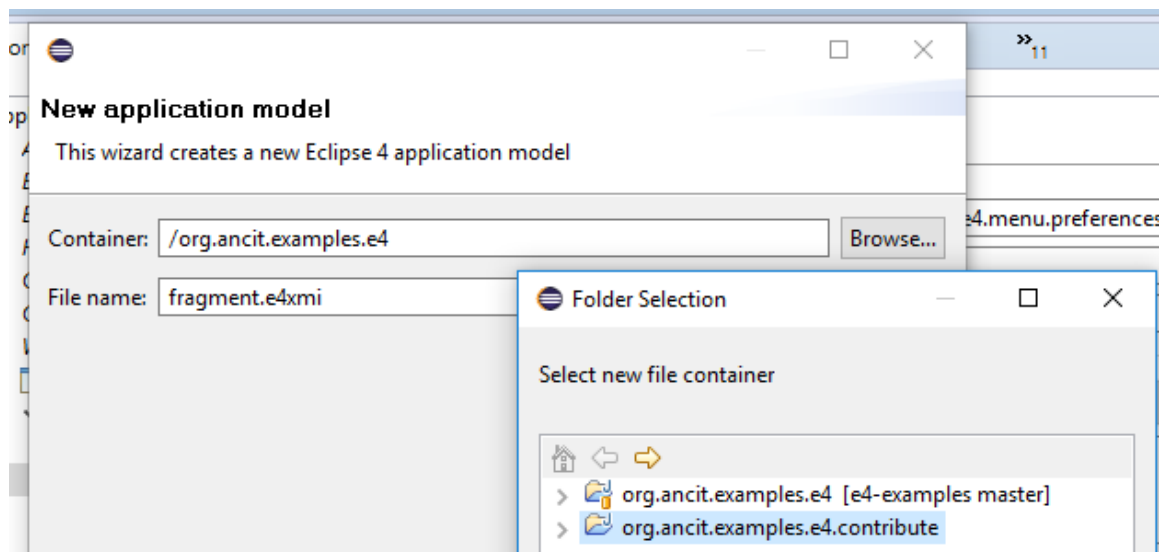 »11
New application model
This wizard creates a new Eclipse 4 application model
e4.menu.preferences
Container: /org.ancit.examples.e4 Browse...
File name: fragment.e4xmi
Folder Selection
Select new file container
org.ancit.examples.e4 [e4-examples master]
org.ancit.examples.e4.contribute